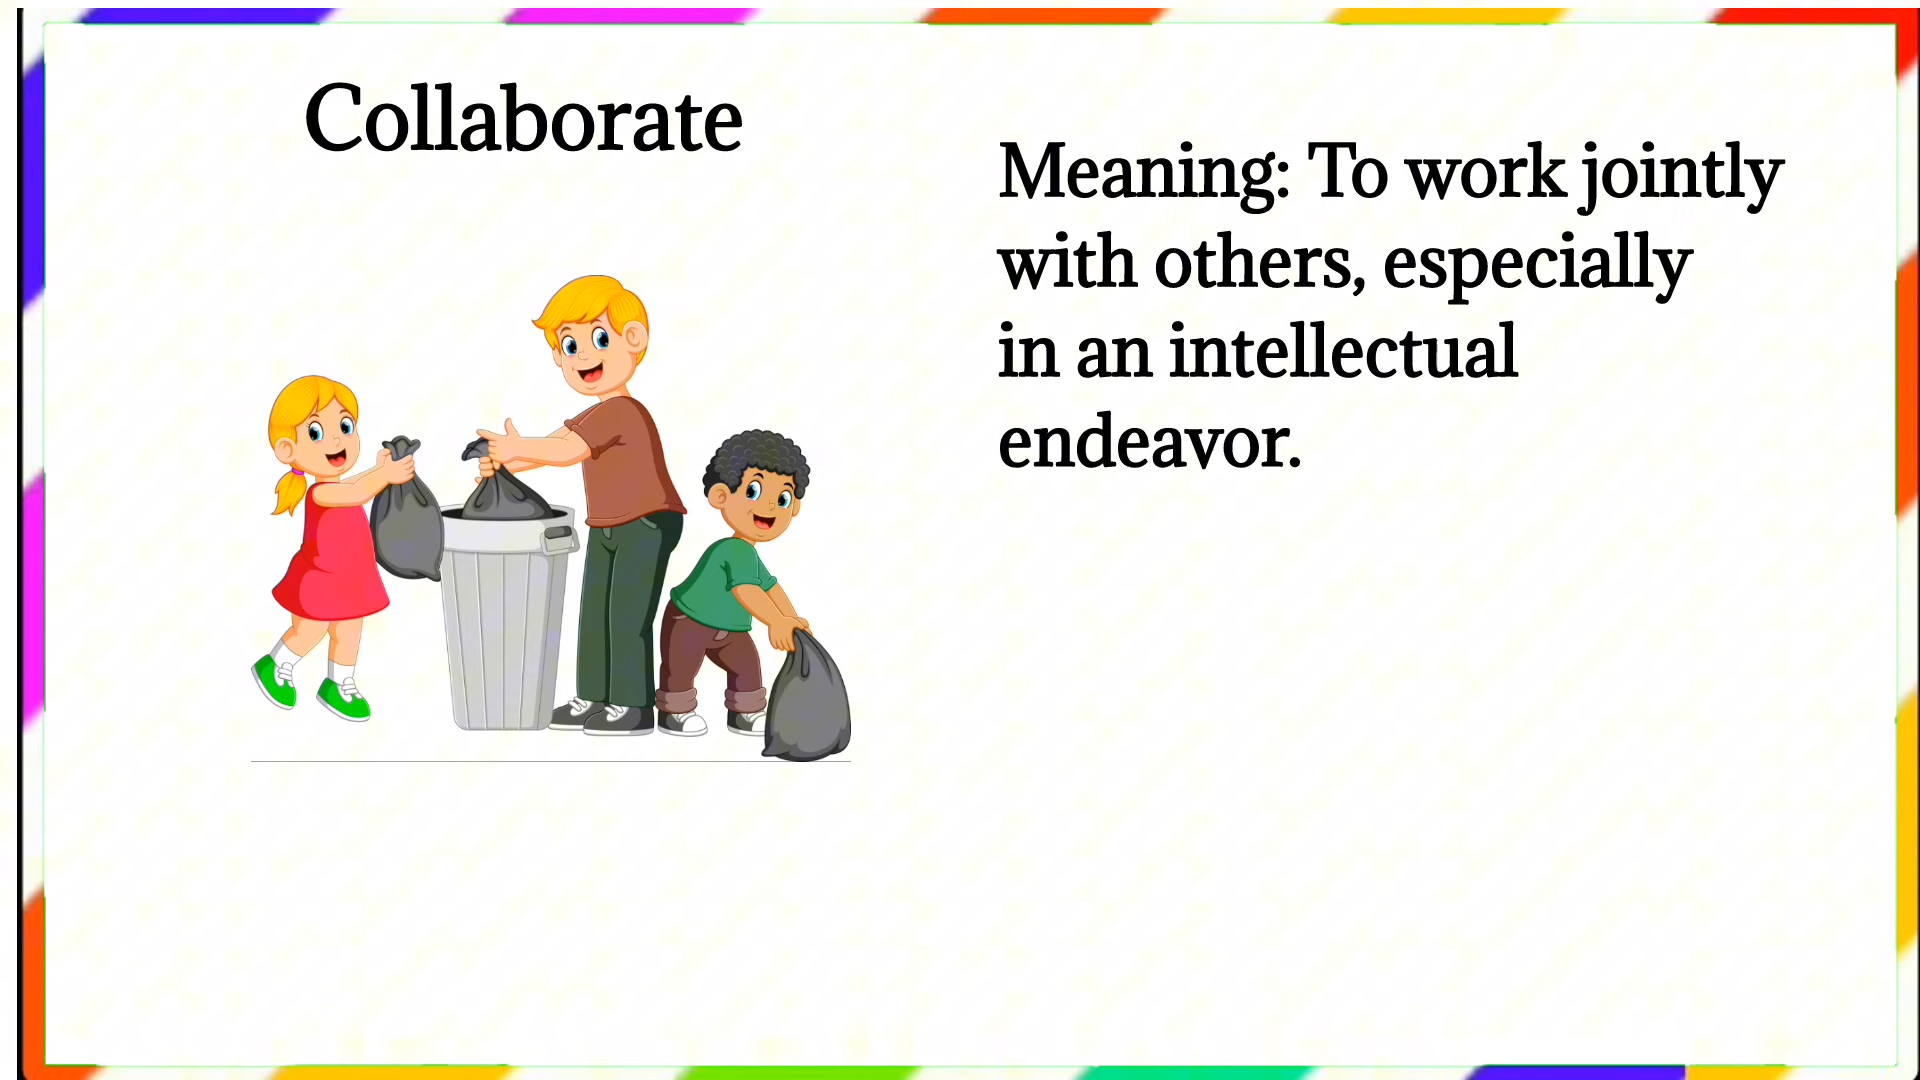 Collaborate
Meaning: To work jointly
with others, especially
in an intellectual
endeavor.